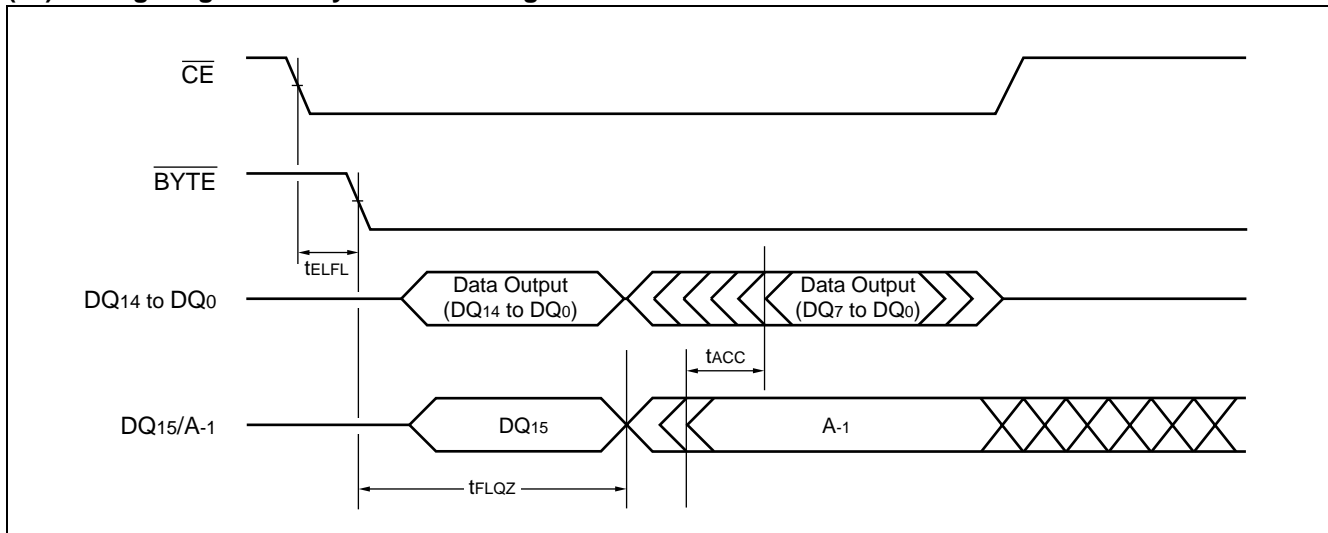 CE
BYTE
tELFL
DQ14 to DQ0
Data Output
(DQ14 to DQ0)
Data Output
(DQ7 to DQ0)
tACC
DQ15/A-1
DQ15
A-1
tFLQZ